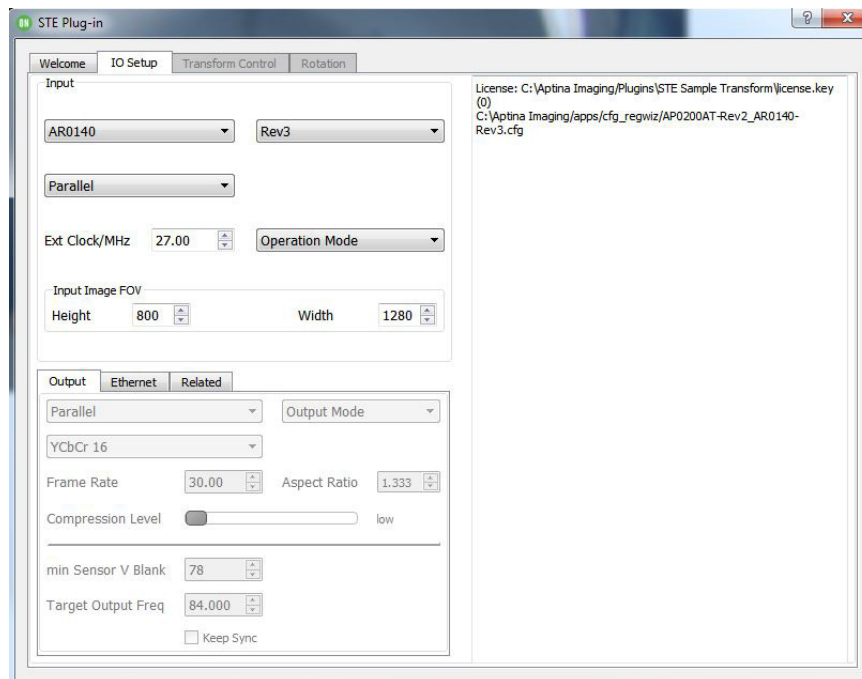 ON STE Plug-in
Welcome IO Setup Transform Control Rotation
Input
AR0140 Rev3
Parallel
Ext Clock/MHz 27.00 Operation Mode
Input Image FOV
Height 800 Width 1280
Output Ethernet Related
Parallel Output Mode
YCbCr 16
Frame Rate 30.00 Aspect Ratio 1.333
Compression Level low
min Sensor V Blank 78
Target Output Freq 84.000
Keep Sync
License: C:\Aptina Imaging/Plugins\STE Sample Transform\license.key
(0)
C:\Aptina Imaging/apps/cfg_regwiz/AP0200AT-Rev2_AR0140-
Rev3.cfg